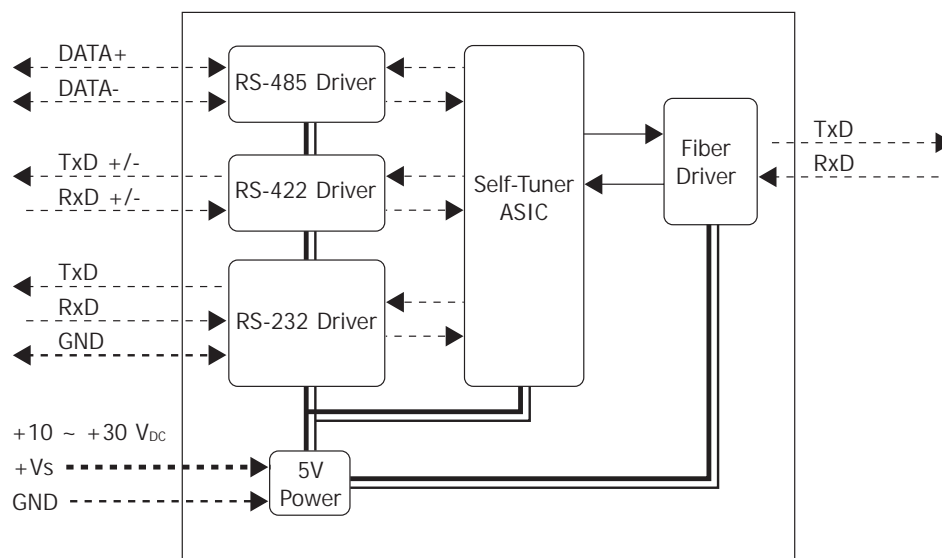 DATA+
DATA-
RS-485 Driver
TxD +/-
RxD +/-
RS-422 Driver
TxD
RxD
GND
RS-232 Driver
Self-Tuner
ASIC
Fiber
Driver
TxD
RxD
+10 ~ +30 VDC
+Vs
GND
5V
Power